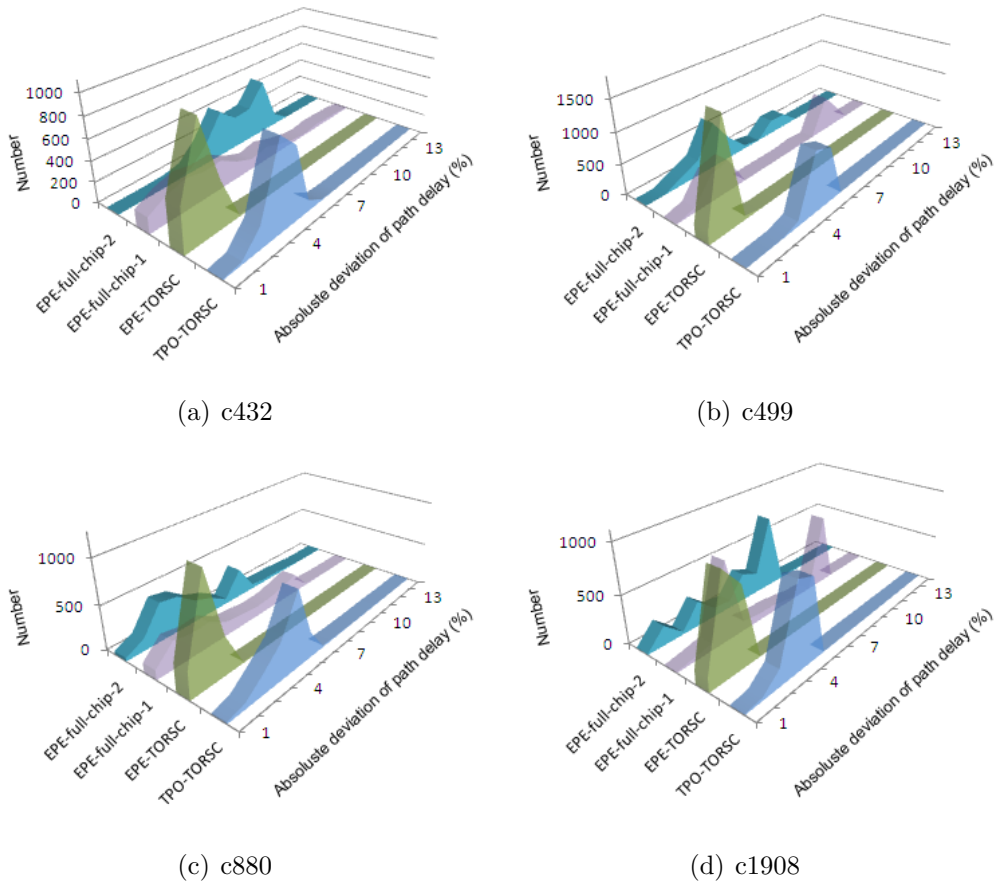 1000
800
600
400
200
0
Number
EPE-full-chip-2
EPE-full-chip-1
EPE-TORSC
TPO-TORSC
1
4
7
10
13
Absoluste deviation of path delay (%)
(a) c432
1500
1000
500
0
Number
EPE-full-chip-2
EPE-full-chip-1
EPE-TORSC
TPO-TORSC
1
4
7
10
13
Absoluste deviation of path delay (%)
(b) c499
1000
500
0
Number
EPE-full-chip-2
EPE-full-chip-1
EPE-TORSC
TPO-TORSC
1
4
7
10
13
Absoluste deviation of path delay (%)
(c) c880
1000
500
0
Number
EPE-full-chip-2
EPE-full-chip-1
EPE-TORSC
TPO-TORSC
1
4
7
10
13
Absoluste deviation of path delay (%)
(d) c1908